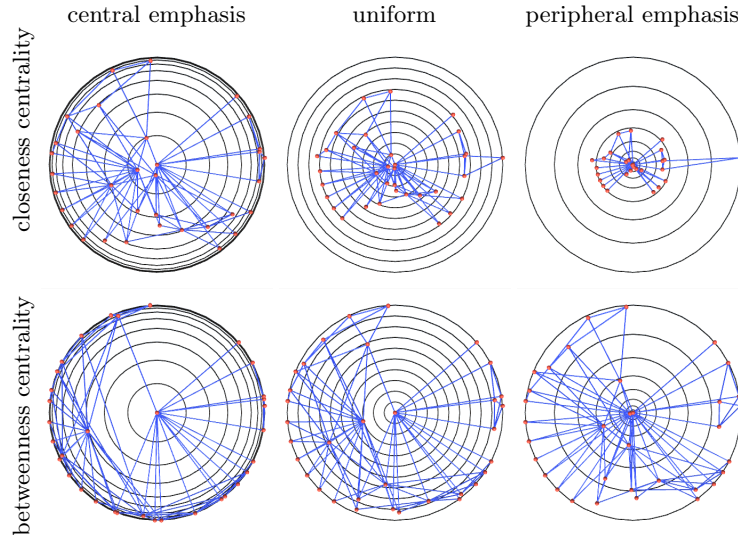 central emphasis
uniform
peripheral emphasis
closeness centrality
betweenness centrality